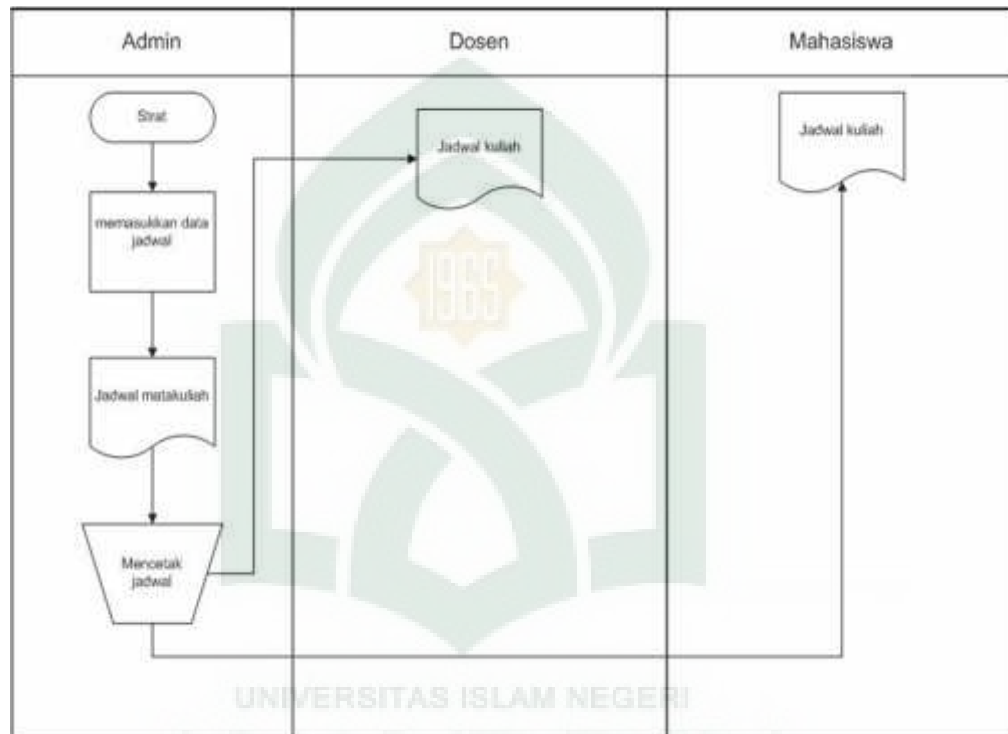 Admin
Dosen
Mahasiswa
Strat
memasukkan data
jadwal
Jadwal matakuliah
Mencetak
jadwal
Jadwal kuliah
Jadwal kuliah
1965
UNIVERSITAS ISLAM NEGERI